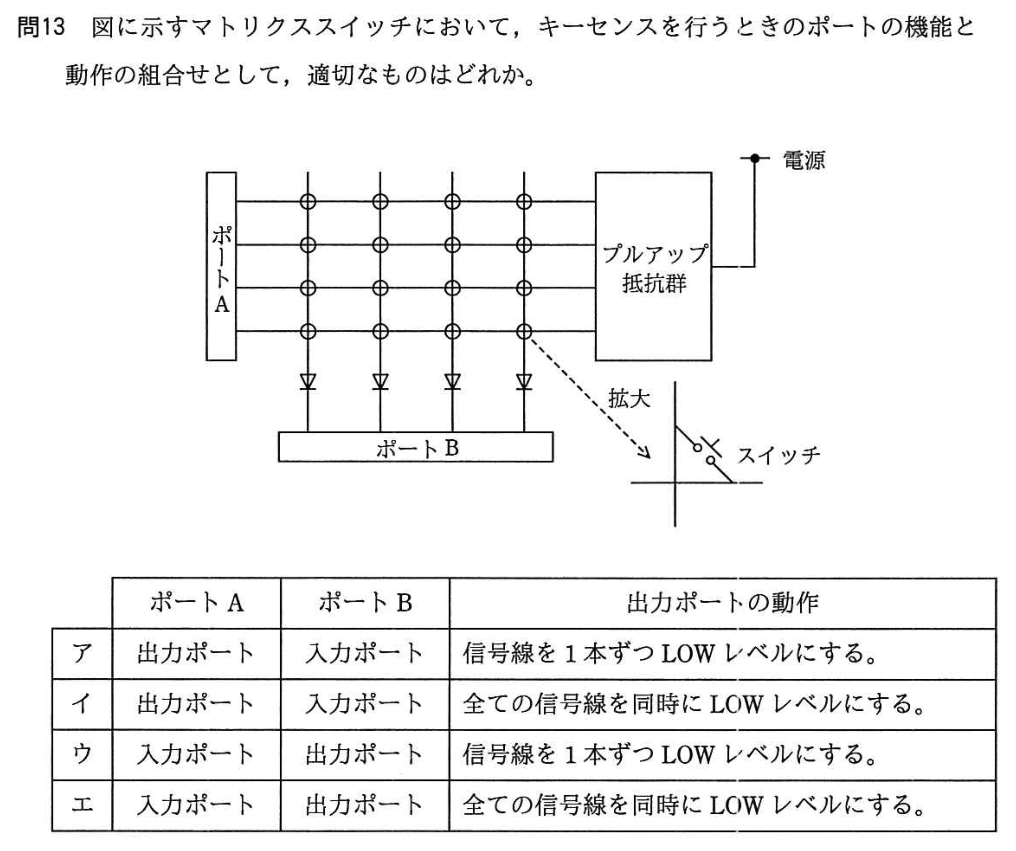 問13 図に示すマトリクススイッチにおいて，キーセンスを行うときのポートの機能と
動作の組合せとして，適切なものはどれか。
電源
ポートA
プルアップ
抵抗群
拡大
ポートB
スイッチ
ポートA ポートB 出力ポートの動作
ア 出力ポート 入力ポート 信号線を1本ずつLOWレベルにする。
イ 出力ポート 入力ポート 全ての信号線を同時にLOWレベルにする。
ウ 入力ポート 出力ポート 信号線を1本ずつLOWレベルにする。
エ 入力ポート 出力ポート 全ての信号線を同時にLOWレベルにする。